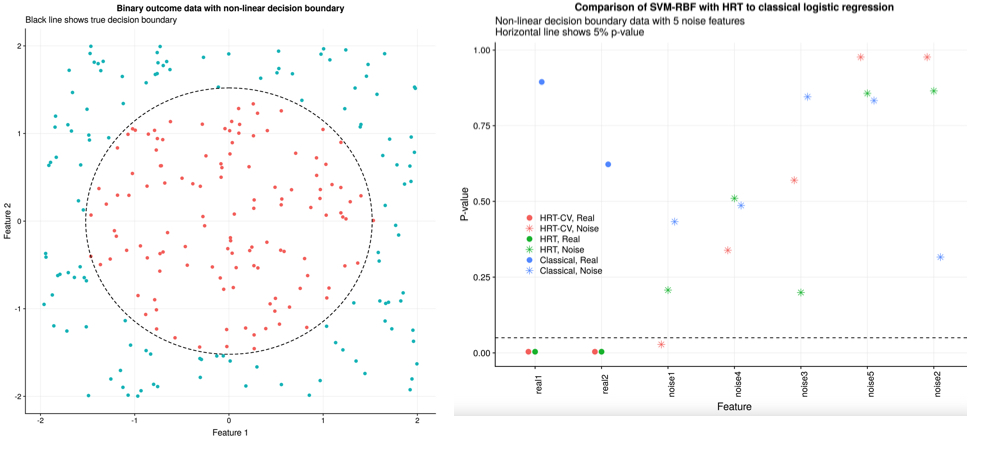 Binary outcome data with non-linear decision boundary
Black line shows true decision boundary
Feature 2
2
1
0
-1
-2
-2
-1
0
1
2
Feature 1
Comparison of SVM-RBF with HRT to classical logistic regression
Non-linear decision boundary data with 5 noise features
Horizontal line shows 5% p-value
P-value
1.00
0.75
0.50
0.25
0.00
HRT-CV, Real
HRT-CV, Noise
HRT, Real
HRT, Noise
Classical, Real
Classical, Noise
real1
real2
noise1
noise4
noise3
noise5
noise2
Feature